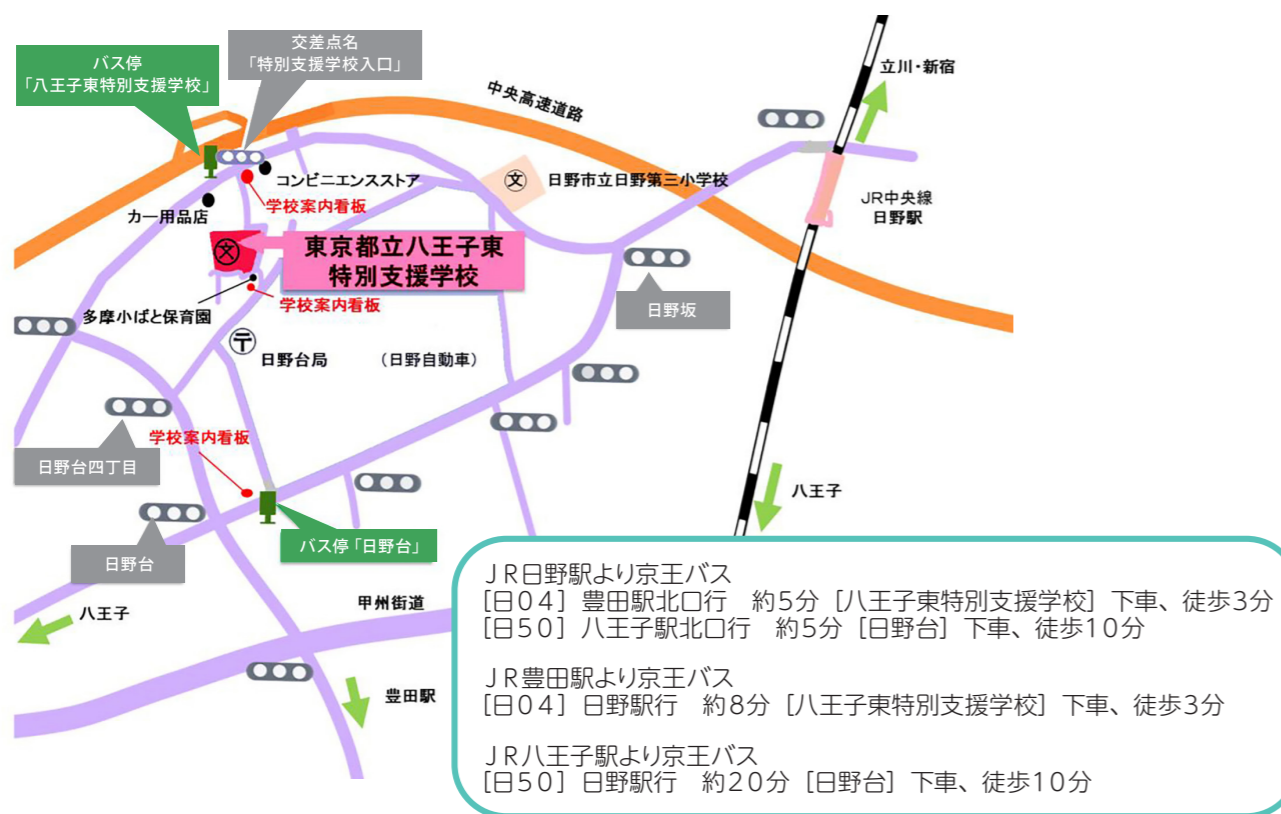 バス停
「八王子東特別支援学校」
交差点名
「特別支援学校入口」
立川・新宿
中央高速道路
コンビニエンスストア
文
日野市立日野第三小学校
学校案内看板
カー用品店
JR中央線
日野駅
文
東京都立八王子東
特別支援学校
学校案内看板
多摩小ばと保育園
日野坂
〒
日野台局
(日野自動車)
学校案内看板
日野台四丁目
八王子
バス停「日野台」
日野台
甲州街道
八王子
豊田駅
JR日野駅より京王バス
[日04] 豊田駅北口行 約5分 [八王子東特別支援学校] 下車、徒歩3分
[日50] 八王子駅北口行 約5分 [日野台] 下車、徒歩10分
JR豊田駅より京王バス
[日04] 日野駅行 約8分 [八王子東特別支援学校] 下車、徒歩3分
JR八王子駅より京王バス
[日50] 日野駅行 約20分 [日野台] 下車、徒歩10分